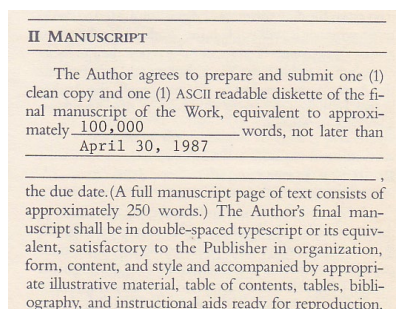 II MANUSCRIPT
The Author agrees to prepare and submit one (1)
clean copy and one (1) ASCII readable diskette of the fi-
nal manuscript of the Work, equivalent to approxi-
mately 100,000 words, not later than
April 30, 1987
,
the due date.(A full manuscript page of text consists of
approximately 250 words.) The Author's final man-
uscript shall be in double-spaced typescript or its equiv-
alent, satisfactory to the Publisher in organization,
form, content, and style and accompanied by appropri-
ate illustrative material, table of contents, tables, bibli-
ography, and instructional aids ready for reproduction.